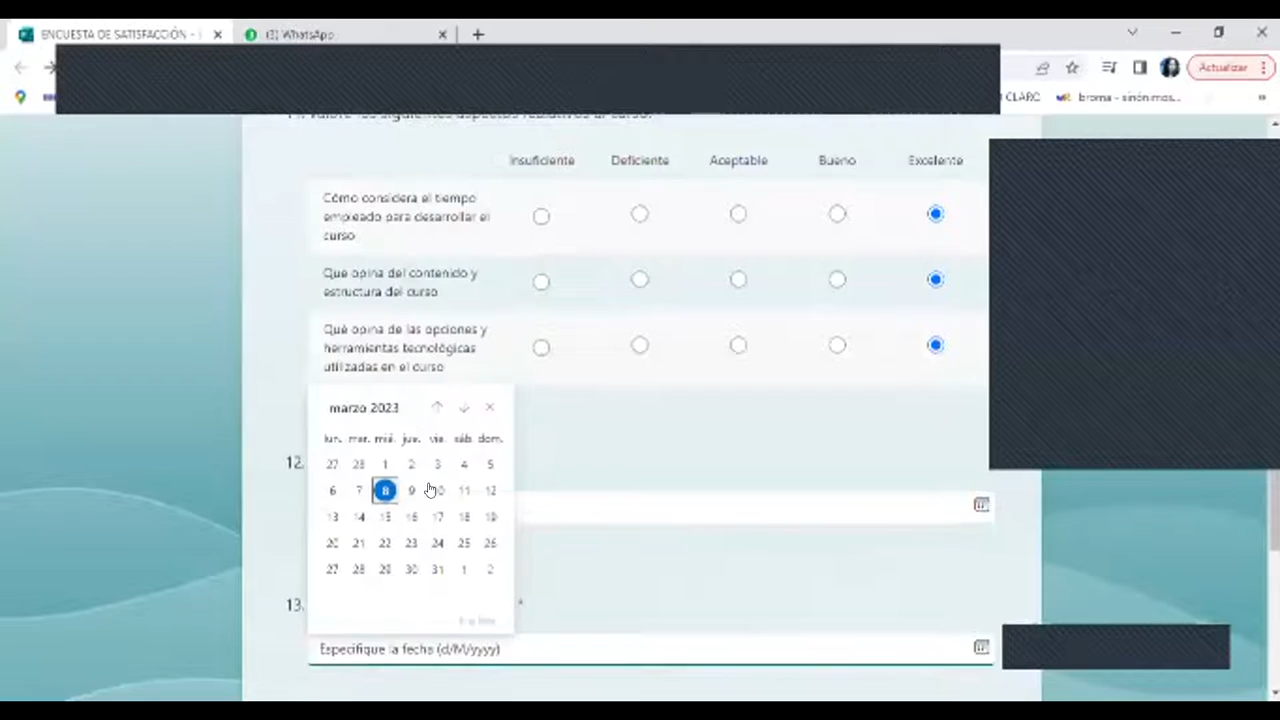 ENCUESTA DE SATISFACCIÓN -
(3) WhatsApp
Actualizar
CLARO
broma - sinónimos...
Insuficiente Deficiente Aceptable Bueno Excelente
Cómo considera el tiempo
empleado para desarrollar el
curso
Que opina del contenido y
estructura del curso
Qué opina de las opciones y
herramientas tecnológicas
utilizadas en el curso
marzo 2023
lun. mar. mié. jue. vie. sáb. dom.
27 28 1 2 3 4 5
12.
6 7 8 9 10 11 12
13 14 15 16 17 18 19
20 21 22 23 24 25 26
27 28 29 30 31 1 2
13. *
Especifique la fecha (d/M/yyyy)